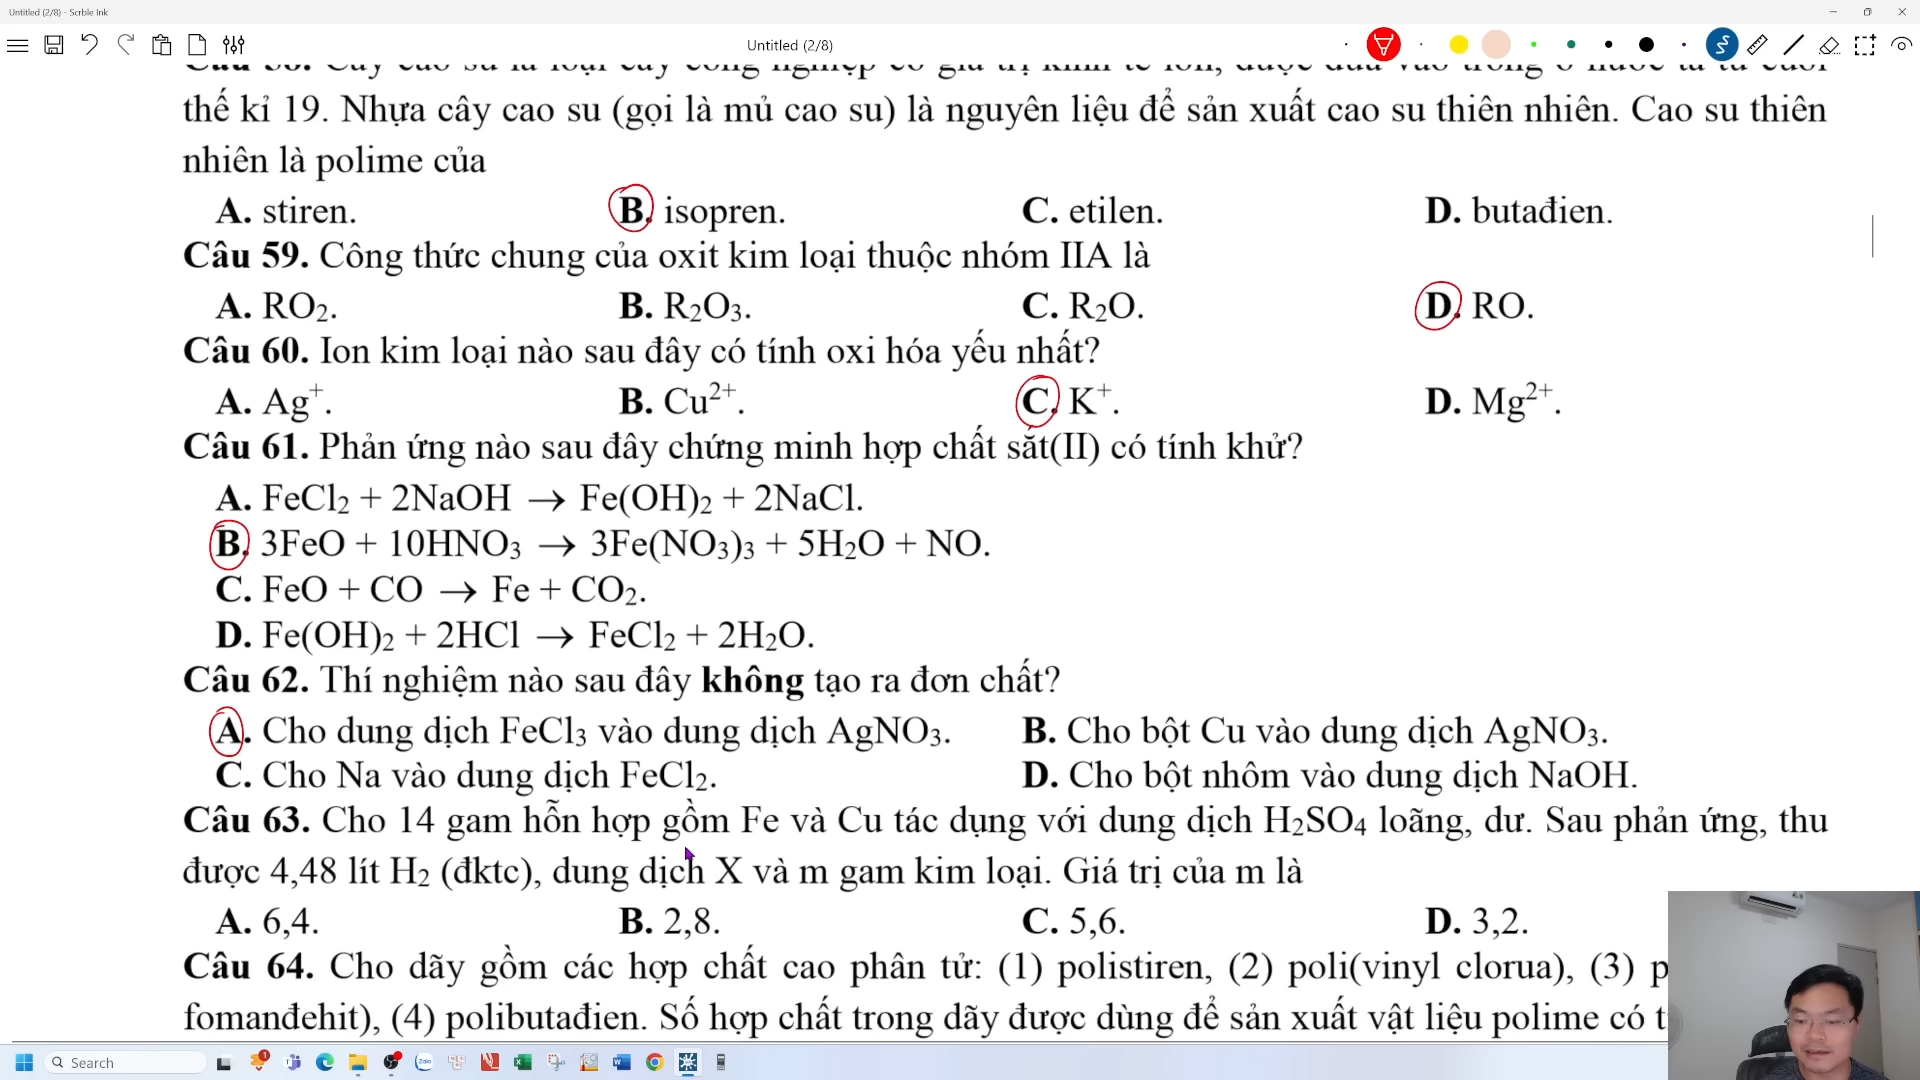 Untitled (2/8) - Scrble Ink
Untitled (2/8)
thế kỉ 19. Nhựa cây cao su (gọi là mủ cao su) là nguyên liệu để sản xuất cao su thiên nhiên. Cao su thiên
nhiên là polime của
A. stiren. B. isopren. C. etilen. D. butađien.
Câu 59. Công thức chung của oxit kim loại thuộc nhóm IIA là
A. RO₂. B. R₂O₃. C. R₂O. D. RO.
Câu 60. Ion kim loại nào sau đây có tính oxi hóa yếu nhất?
A. Ag⁺. B. Cu²⁺. C. K⁺. D. Mg²⁺.
Câu 61. Phản ứng nào sau đây chứng minh hợp chất sắt(II) có tính khử?
A. FeCl₂ + 2NaOH → Fe(OH)₂ + 2NaCl.
B. 3FeO + 10HNO₃ → 3Fe(NO₃)₃ + 5H₂O + NO.
C. FeO + CO → Fe + CO₂.
D. Fe(OH)₂ + 2HCl → FeCl₂ + 2H₂O.
Câu 62. Thí nghiệm nào sau đây không tạo ra đơn chất?
A. Cho dung dịch FeCl₃ vào dung dịch AgNO₃. B. Cho bột Cu vào dung dịch AgNO₃.
C. Cho Na vào dung dịch FeCl₂. D. Cho bột nhôm vào dung dịch NaOH.
Câu 63. Cho 14 gam hỗn hợp gồm Fe và Cu tác dụng với dung dịch H₂SO₄ loãng, dư. Sau phản ứng, thu
được 4,48 lít H₂ (đktc), dung dịch X và m gam kim loại. Giá trị của m là
A. 6,4. B. 2,8. C. 5,6. D. 3,2.
Câu 64. Cho dãy gồm các hợp chất cao phân tử: (1) polistiren, (2) poli(vinyl clorua), (3) p
fomanđehit), (4) polibutađien. Số hợp chất trong dãy được dùng để sản xuất vật liệu polime có t
Search